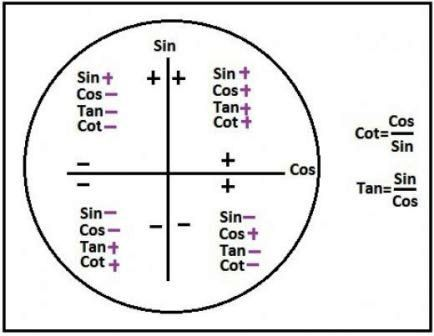 Sin
Sin +
Cos −
Tan −
Cot −
+ +
Sin +
Cos +
Tan +
Cot +
Cot= Cos
Sin
− +
Cos
− +
Tan= Sin
Cos
Sin −
Cos −
Tan +
Cot +
− −
Sin −
Cos +
Tan −
Cot −